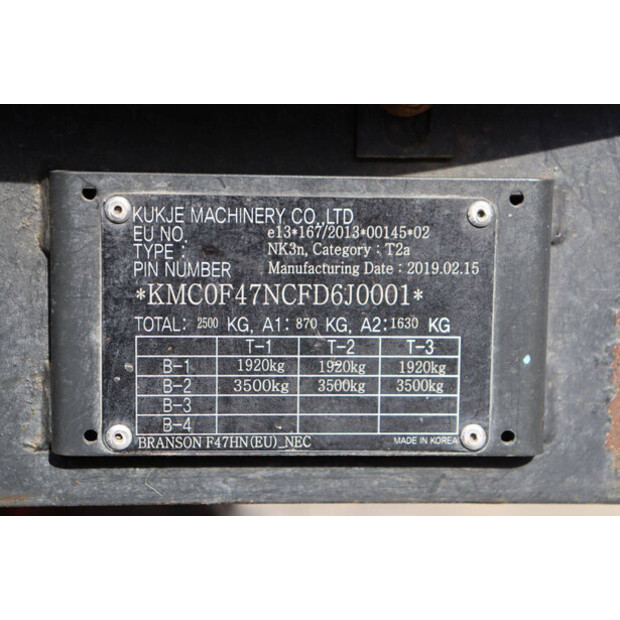 KUKJE MACHINERY CO.,LTD
EU NO. e13*167/2013*00145*02
TYPE : NK3n, Category : T2a
PIN NUMBER Manufacturing Date : 2019.02.15
*KMC0F47NCFD6J0001*
TOTAL: 2500 KG, A1: 870 KG, A2: 1630 KG
T-1 T-2 T-3
B-1 1920kg 1920kg 1920kg
B-2 3500kg 3500kg 3500kg
B-3
B-4
BRANSON F47HN(EU)_NEC MADE IN KOREA